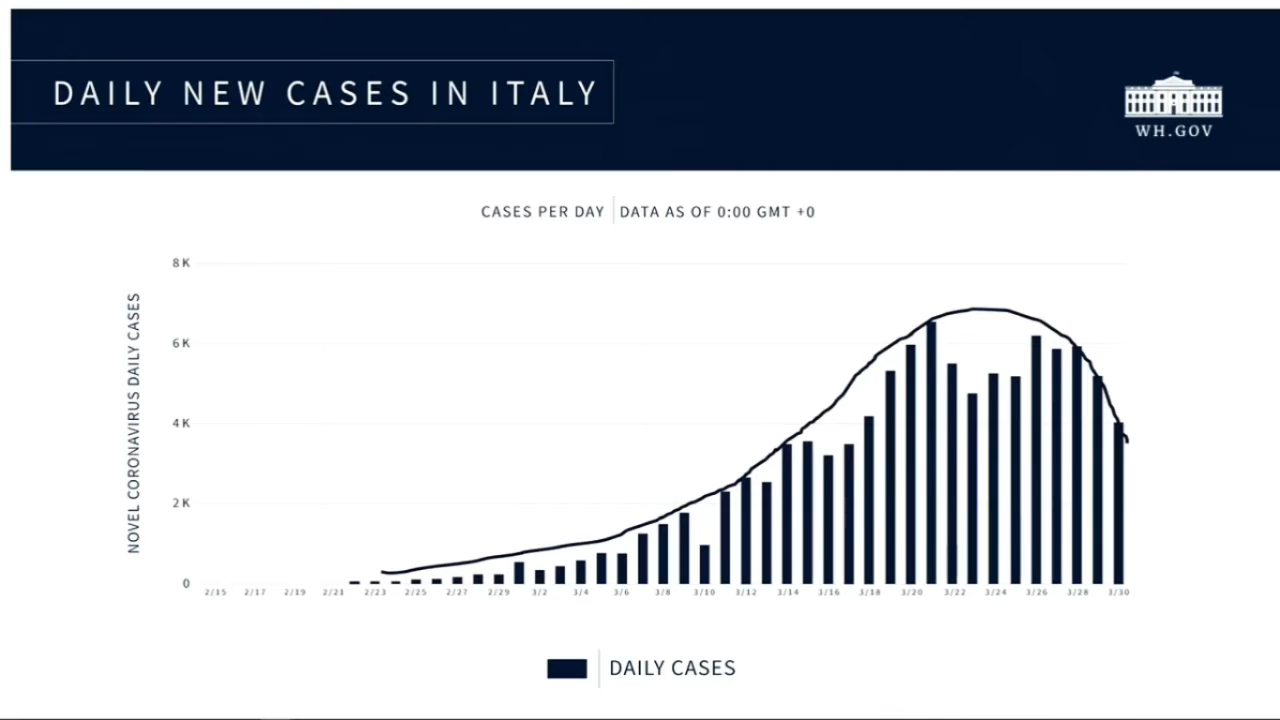 DAILY NEW CASES IN ITALY
WH.GOV
CASES PER DAY DATA AS OF 0:00 GMT +0
NOVEL CORONAVIRUS DAILY CASES
8K
6K
4K
2K
0
2/15 2/17 2/19 2/21 2/23 2/25 2/27 2/29 3/2 3/4 3/6 3/8 3/10 3/12 3/14 3/16 3/18 3/20 3/22 3/24 3/26 3/28 3/30
DAILY CASES